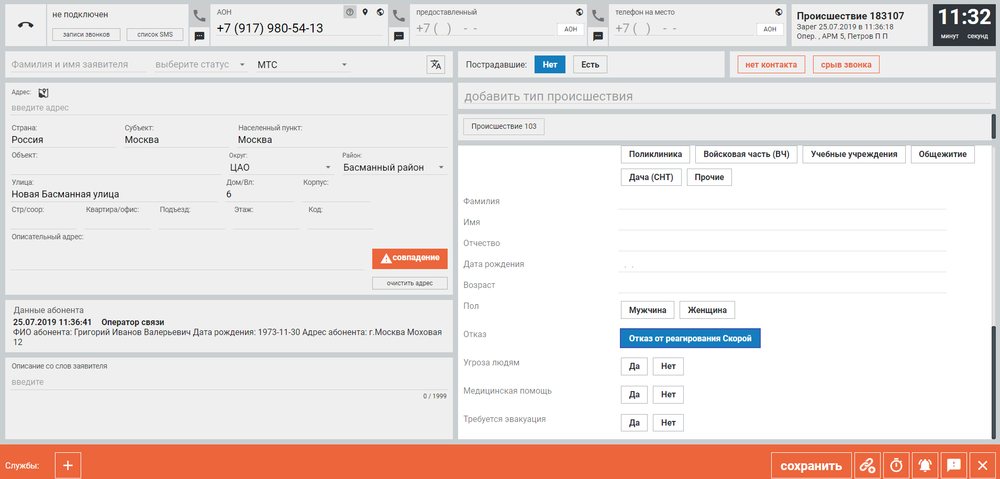 не подключен
записи звонков
список SMS
АОН
+7 (917) 980-54-13
предоставленный
+7 ( ) - -
АОН
телефон на место
+7 ( ) - -
АОН
Происшествие 183107
Зарег 25.07.2019 в 11:36:18
Опер. , АРМ 5, Петров П П
11:32
минут секунд
Фамилия и имя заявителя
выберите статус
МТС
Пострадавшие:
Нет
Есть
нет контакта
срыв звонка
Адрес:
введите адрес
Страна: Субъект: Населенный пункт:
Россия Москва Москва
Объект: Округ: Район:
ЦАО Басманный район
Улица: Дом/Вл: Корпус:
Новая Басманная улица 6
Стр/соор: Квартира/офис: Подъезд: Этаж: Код:
Описательный адрес:
совпадение
очистить адрес
Данные абонента
25.07.2019 11:36:41 Оператор связи
ФИО абонента: Григорий Иванов Валерьевич Дата рождения: 1973-11-30 Адрес абонента: г.Москва Моховая
12
Описание со слов заявителя
введите
0 / 1999
добавить тип происшествия
Происшествие 103
Поликлиника Войсковая часть (ВЧ) Учебные учреждения Общежитие
Дача (СНТ) Прочие
Фамилия
Имя
Отчество
Дата рождения . .
Возраст
Пол Мужчина Женщина
Отказ Отказ от реагирования Скорой
Угроза людям Да Нет
Медицинская помощь Да Нет
Требуется эвакуация Да Нет
Службы: +
сохранить